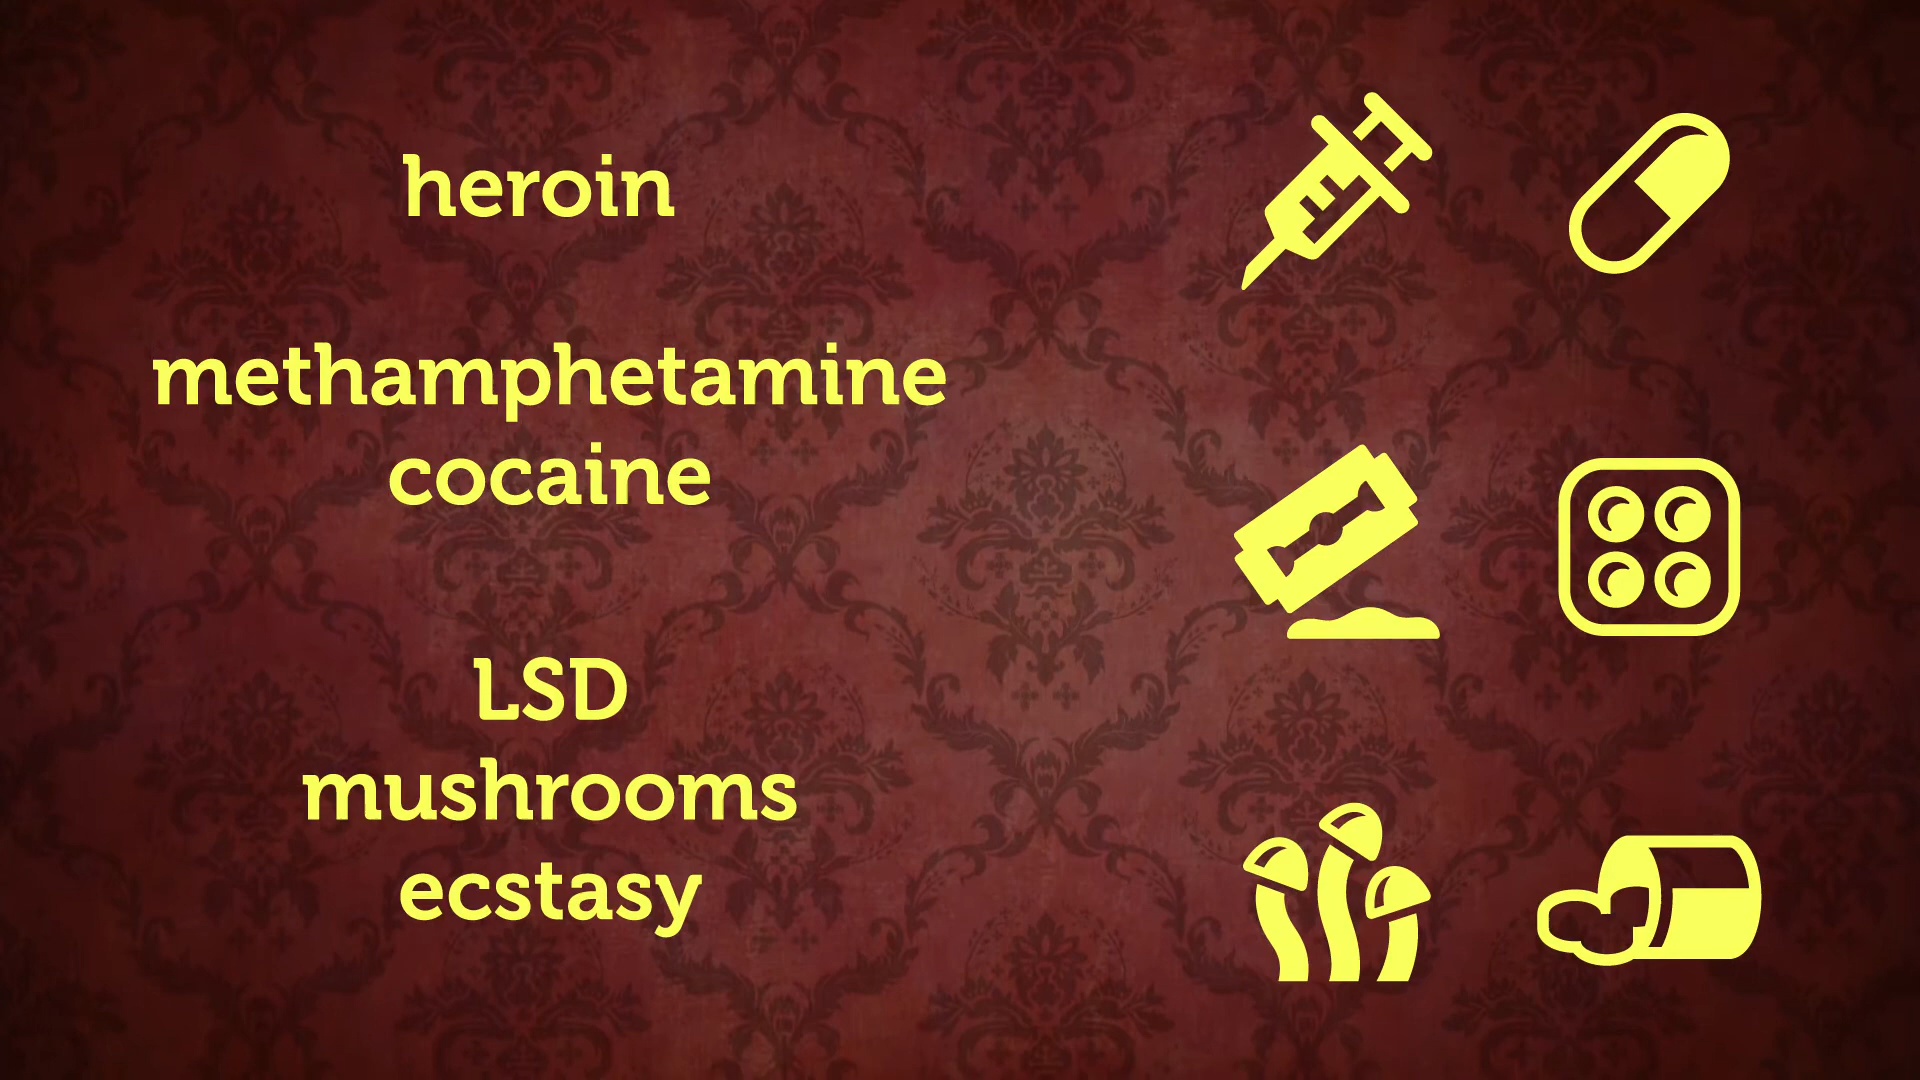 heroin
methamphetamine
cocaine
LSD
mushrooms
ecstasy